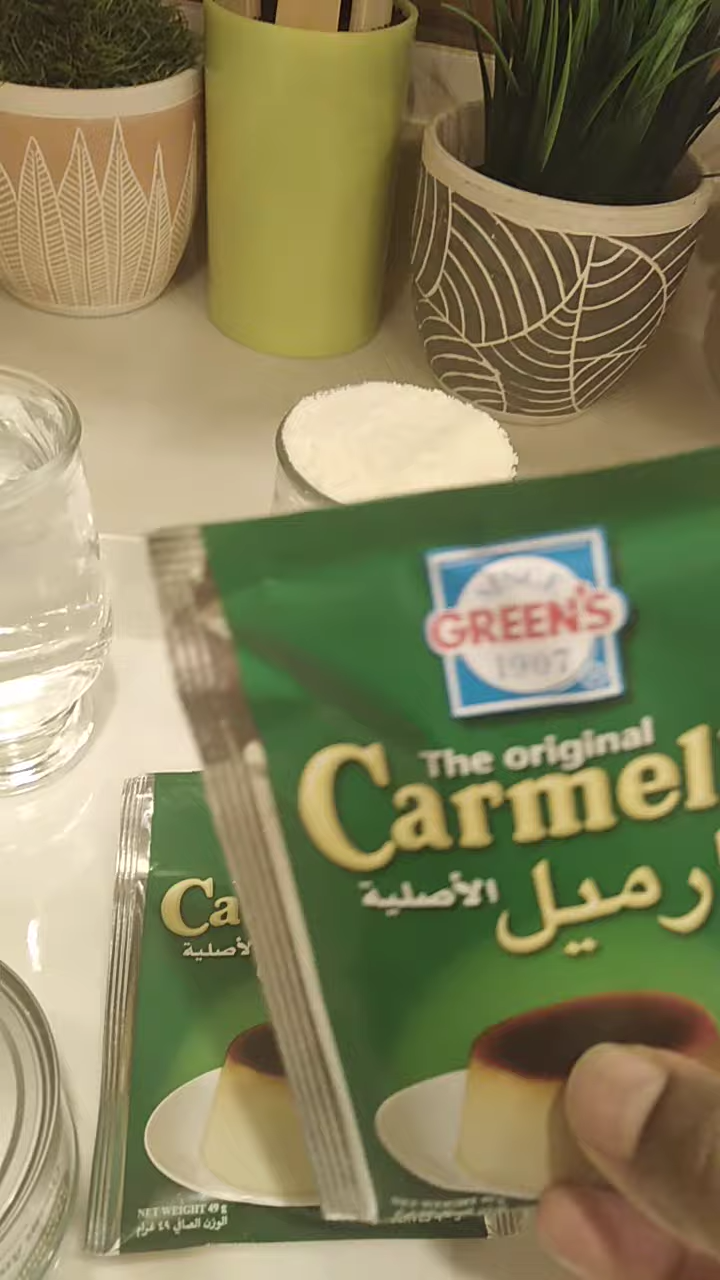 SINCE
GREEN'S
1907
The original
Carmel
الأصلية
رميل
Ca
الأصلية
NET WEIGHT 49 g
الوزن الصافي ٤٩ غرام